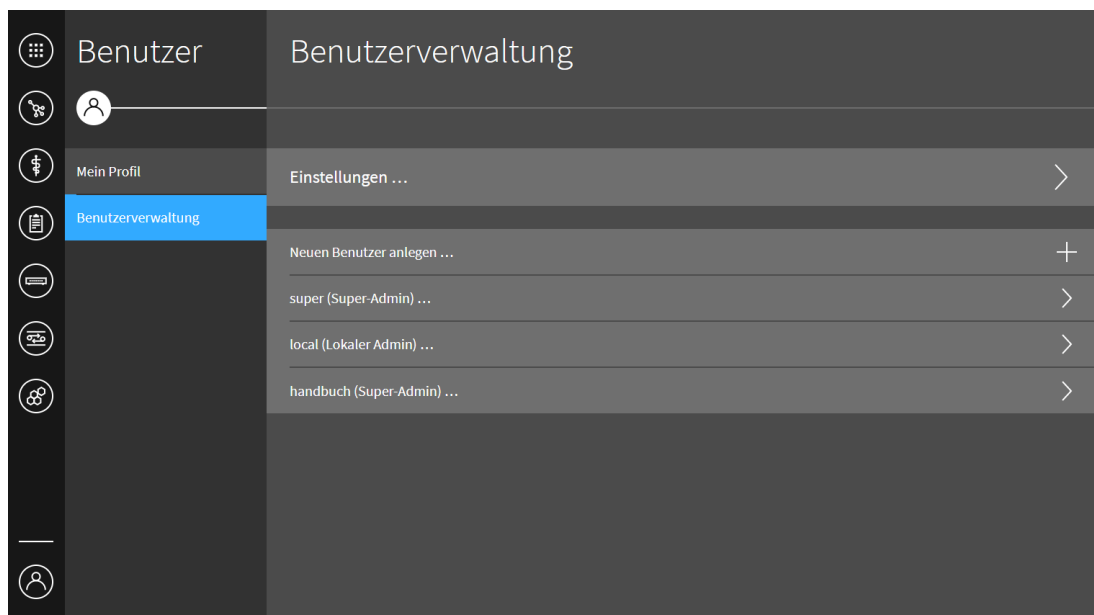 Benutzer
Benutzerverwaltung
Mein Profil
Benutzerverwaltung
Einstellungen …
Neuen Benutzer anlegen …
super (Super-Admin) …
local (Lokaler Admin) …
handbuch (Super-Admin) …